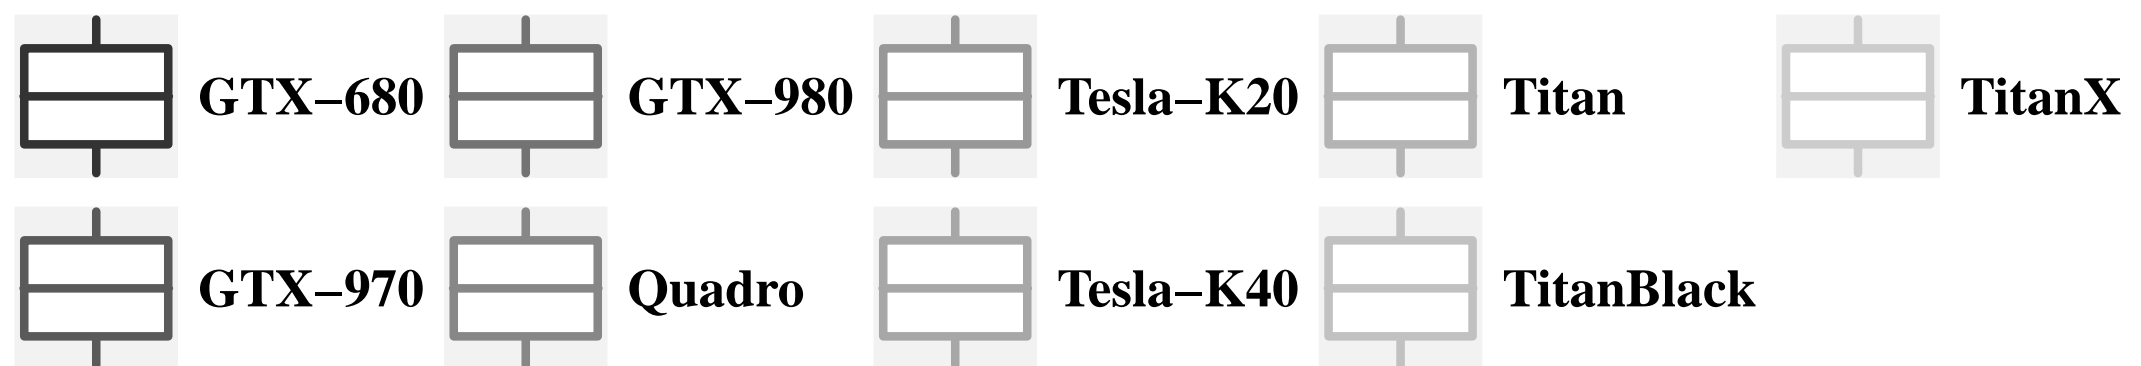 GTX−680 GTX−980 Tesla−K20 Titan TitanX
GTX−970 Quadro Tesla−K40 TitanBlack